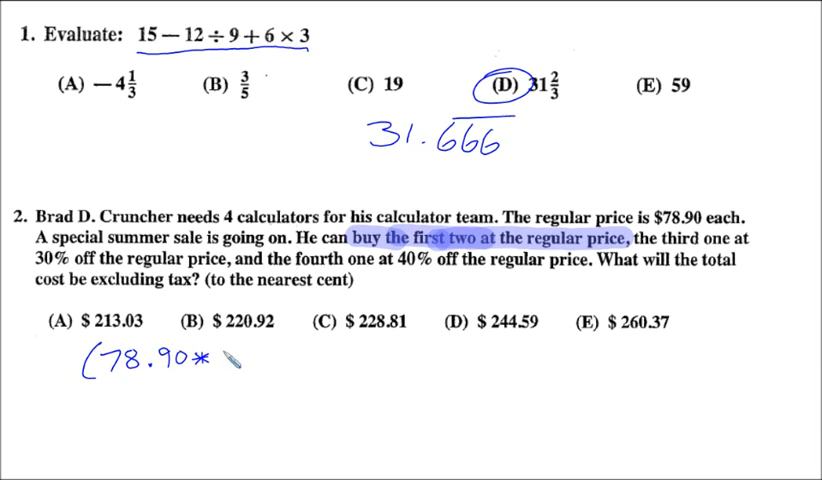 1. Evaluate: 15 — 12 ÷ 9 + 6 × 3
(A) — 4 1/3 (B) 3/5 (C) 19 (D) 31 2/3 (E) 59
31.666
2. Brad D. Cruncher needs 4 calculators for his calculator team. The regular price is $78.90 each.
A special summer sale is going on. He can buy the first two at the regular price, the third one at
30% off the regular price, and the fourth one at 40% off the regular price. What will the total
cost be excluding tax? (to the nearest cent)
(A) $ 213.03 (B) $ 220.92 (C) $ 228.81 (D) $ 244.59 (E) $ 260.37
(78.90*